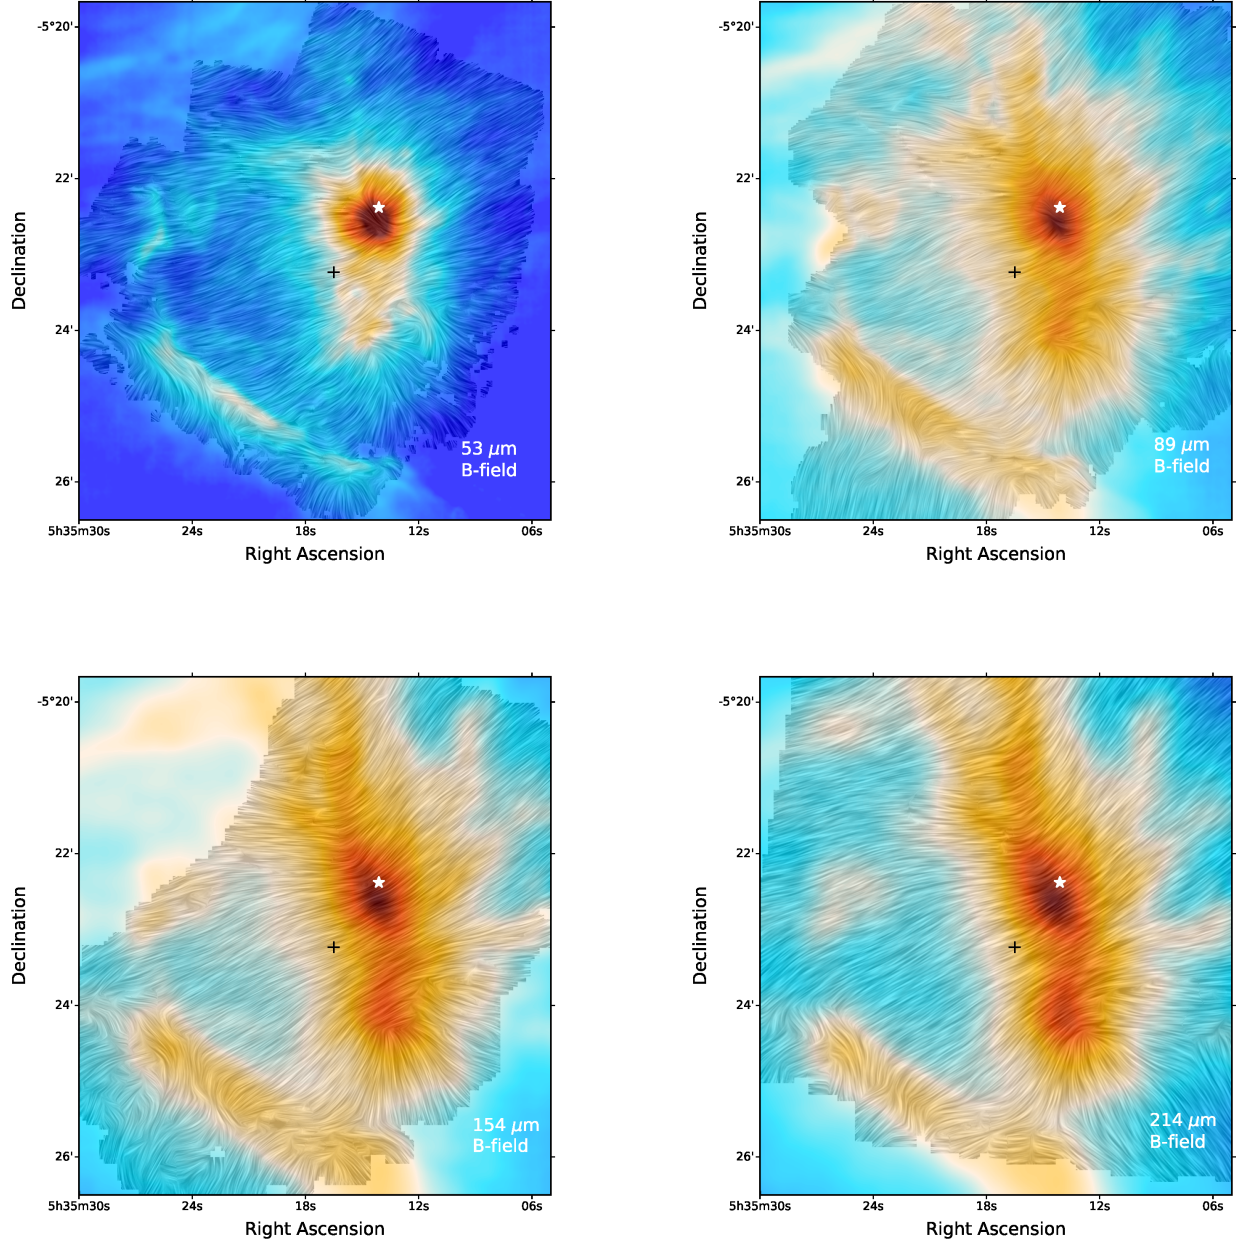 -5°20'
22'
24'
26'
Declination
53 μm
B-field
5h35m30s 24s 18s 12s 06s
Right Ascension
-5°20'
22'
24'
26'
Declination
89 μm
B-field
5h35m30s 24s 18s 12s 06s
Right Ascension
-5°20'
22'
24'
26'
Declination
154 μm
B-field
5h35m30s 24s 18s 12s 06s
Right Ascension
-5°20'
22'
24'
26'
Declination
214 μm
B-field
5h35m30s 24s 18s 12s 06s
Right Ascension